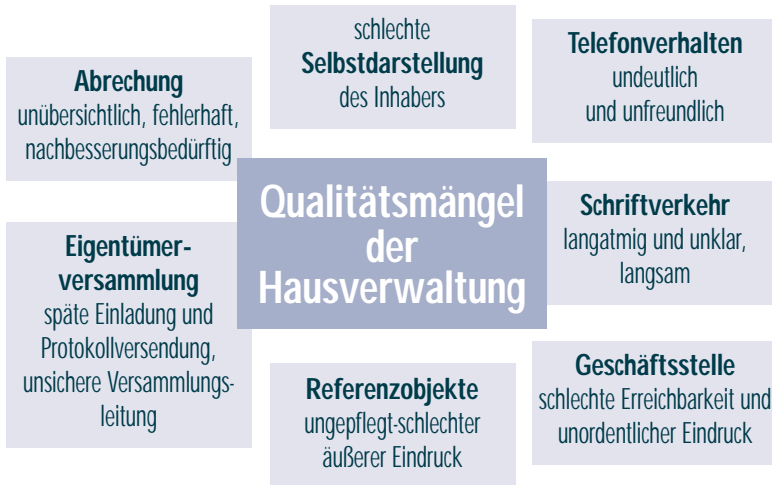 schlechte
Selbstdarstellung
des Inhabers
Telefonverhalten
undeutlich
und unfreundlich
Abrechung
unübersichtlich, fehlerhaft,
nachbesserungsbedürftig
Qualitätsmängel
der
Hausverwaltung
Schriftverkehr
langatmig und unklar,
langsam
Eigentümer-
versammlung
späte Einladung und
Protokollversendung,
unsichere Versammlungs-
leitung
Referenzobjekte
ungepflegt-schlechter
äußerer Eindruck
Geschäftsstelle
schlechte Erreichbarkeit und
unordentlicher Eindruck